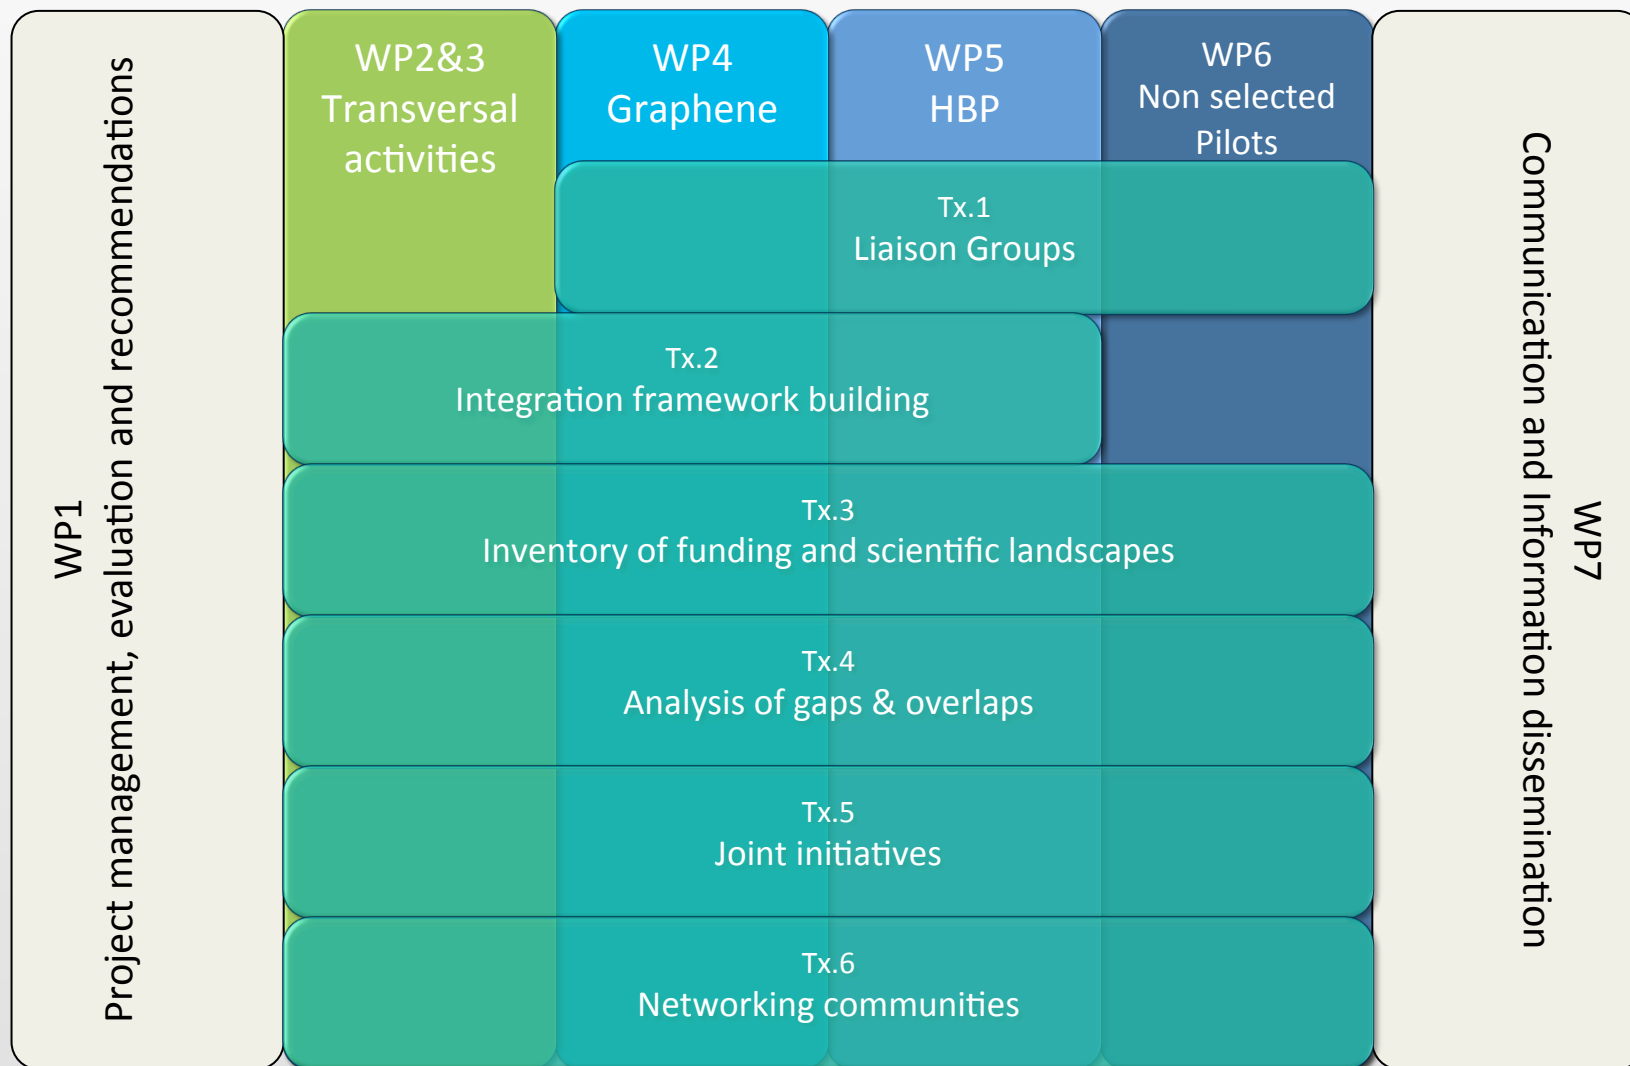 WP1
Project management, evaluation and recommendations
WP2&3
Transversal
activities
WP4
Graphene
WP5
HBP
WP6
Non selected
Pilots
Tx.1
Liaison Groups
Tx.2
Integration framework building
Tx.3
Inventory of funding and scientific landscapes
Tx.4
Analysis of gaps & overlaps
Tx.5
Joint initiatives
Tx.6
Networking communities
WP7
Communication and Information dissemination